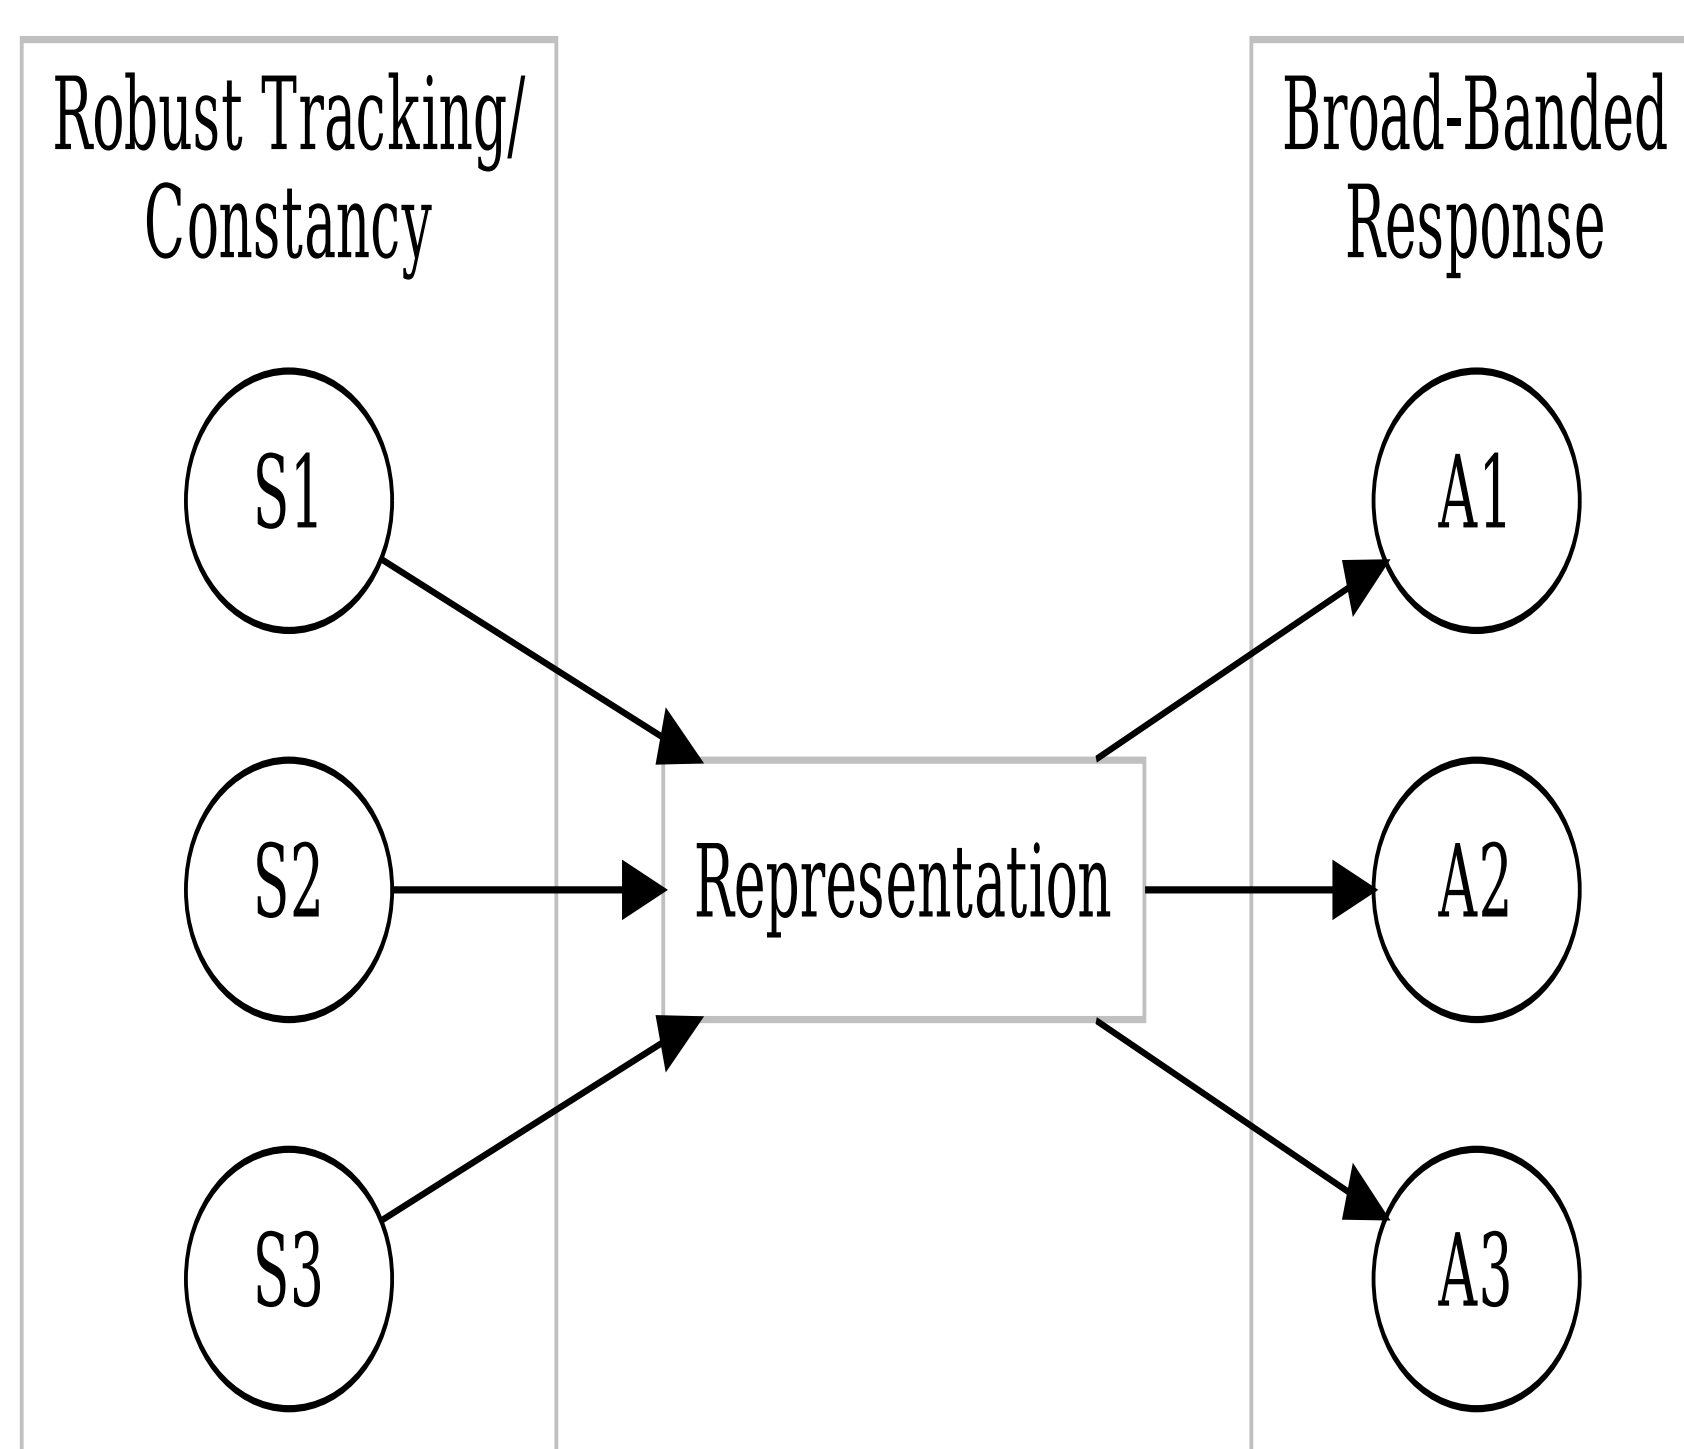 Robust Tracking/
Constancy
Broad-Banded
Response
S1
A1
S2
Representation
A2
S3
A3